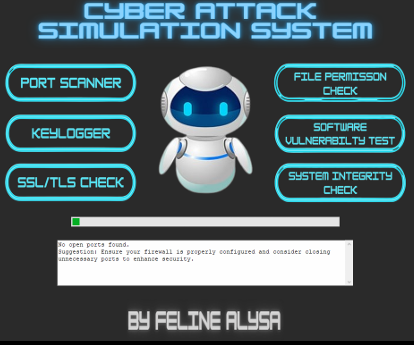 CYBER ATTACK
SIMULATION SYSTEM
PORT SCANNER
KEYLOGGER
SSL/TLS CHECK
FILE PERMISSON
CHECK
SOFTWARE
VULNERABILTY TEST
SYSTEM INTEGRITY
CHECK
No open ports found.
Suggestion: Ensure your firewall is properly configured and consider closing
unnecessary ports to enhance security.
BY FELINE ALYSA